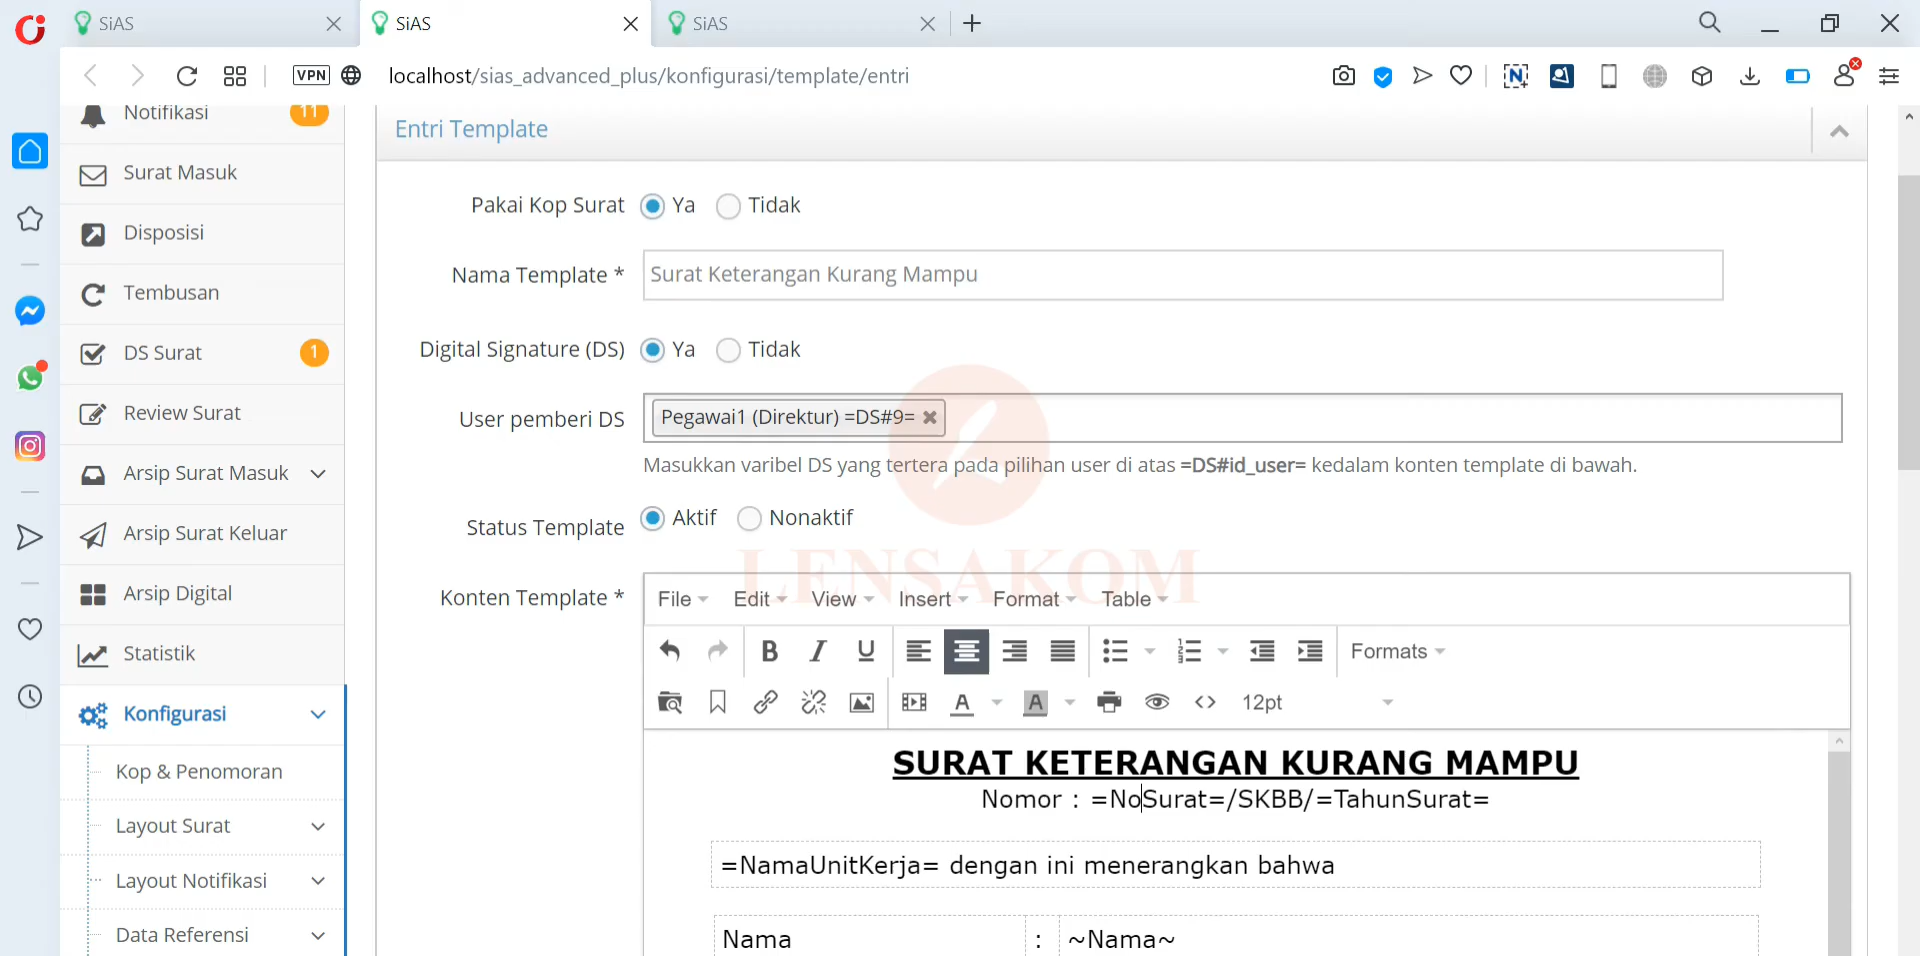 SiAS
SiAS
SiAS
VPN
localhost/sias_advanced_plus/konfigurasi/template/entri
Notifikasi 11
Surat Masuk
Disposisi
Tembusan
DS Surat 1
Review Surat
Arsip Surat Masuk
Arsip Surat Keluar
Arsip Digital
Statistik
Konfigurasi
Kop & Penomoran
Layout Surat
Layout Notifikasi
Data Referensi
Entri Template
Pakai Kop Surat Ya Tidak
Nama Template * Surat Keterangan Kurang Mampu
Digital Signature (DS) Ya Tidak
User pemberi DS Pegawai1 (Direktur) =DS#9=
Masukkan varibel DS yang tertera pada pilihan user di atas =DS#id_user= kedalam konten template di bawah.
Status Template Aktif Nonaktif
LENSAKOM
Konten Template *
File Edit View Insert Format Table
Formats
12pt
SURAT KETERANGAN KURANG MAMPU
Nomor : =NoSurat=/SKBB/=TahunSurat=
=NamaUnitKerja= dengan ini menerangkan bahwa
Nama : ~Nama~